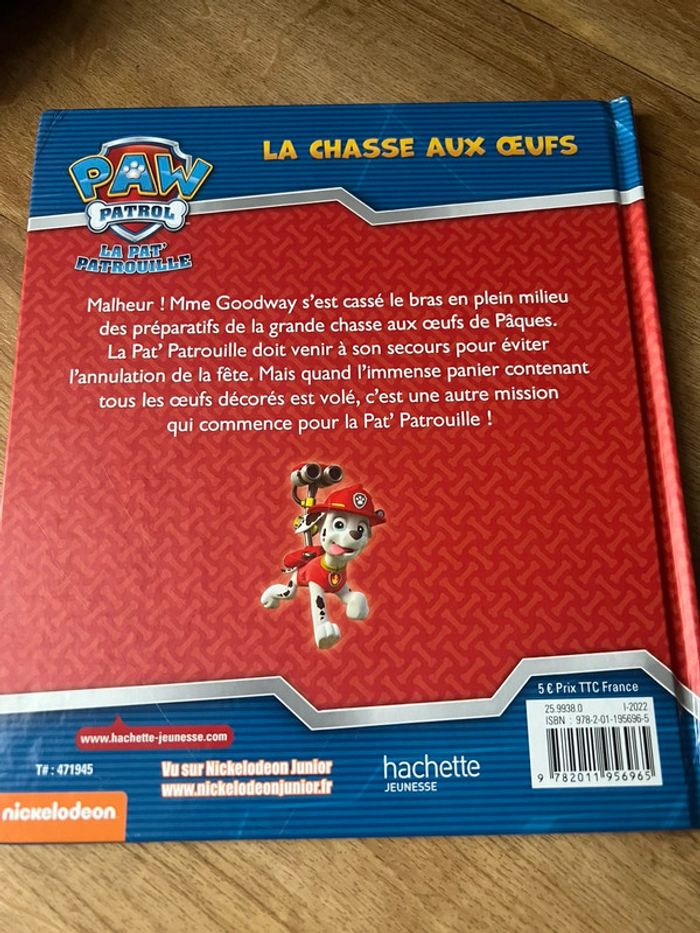 LA CHASSE AUX ŒUFS
PAW
PATROL
LA PAT'
PATROUILLE
Malheur ! Mme Goodway s'est cassé le bras en plein milieu
des préparatifs de la grande chasse aux œufs de Pâques.
La Pat' Patrouille doit venir à son secours pour éviter
l'annulation de la fête. Mais quand l'immense panier contenant
tous les œufs décorés est volé, c'est une autre mission
qui commence pour la Pat' Patrouille !
5 € Prix TTC France
25.9938.0 I-2022
ISBN : 978-2-01-195696-5
9 782011 956965
www.hachette-jeunesse.com
T# : 471945
Vu sur Nickelodeon Junior
www.nickelodeonjunior.fr
hachette
JEUNESSE
nickelodeon